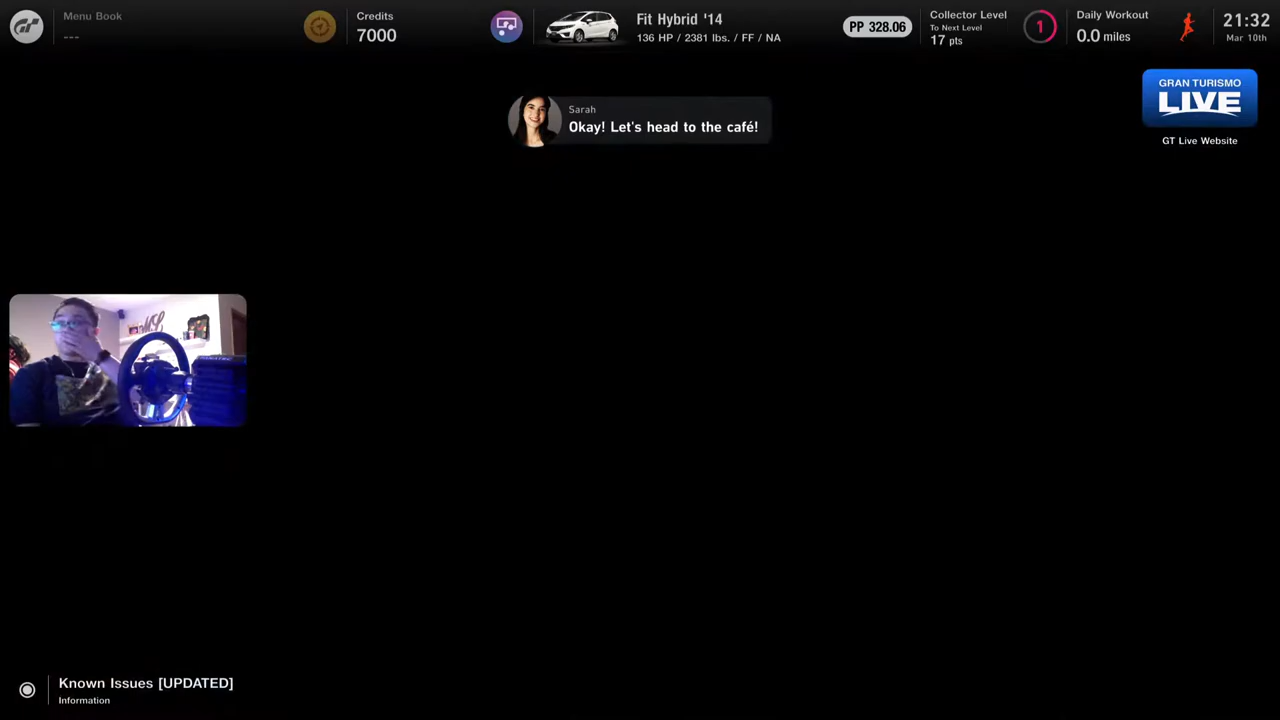 Menu Book
---
Credits
7000
Fit Hybrid '14
136 HP / 2381 lbs. / FF / NA
PP 328.06
Collector Level
To Next Level
17 pts
1
Daily Workout
0.0 miles
21:32
Mar 10th
GRAN TURISMO
LIVE
GT Live Website
Sarah
Okay! Let's head to the café!
Known Issues [UPDATED]
Information